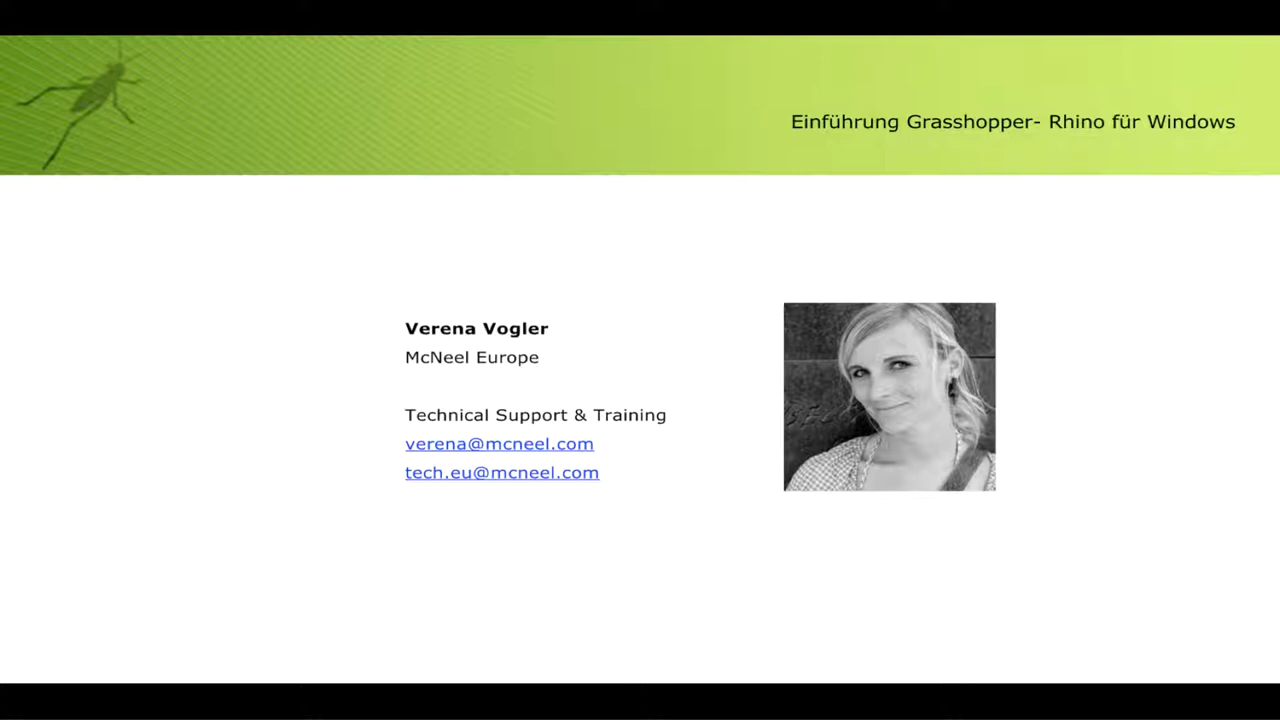 Einführung Grasshopper- Rhino für Windows
Verena Vogler
McNeel Europe
Technical Support & Training
verena@mcneel.com
tech.eu@mcneel.com